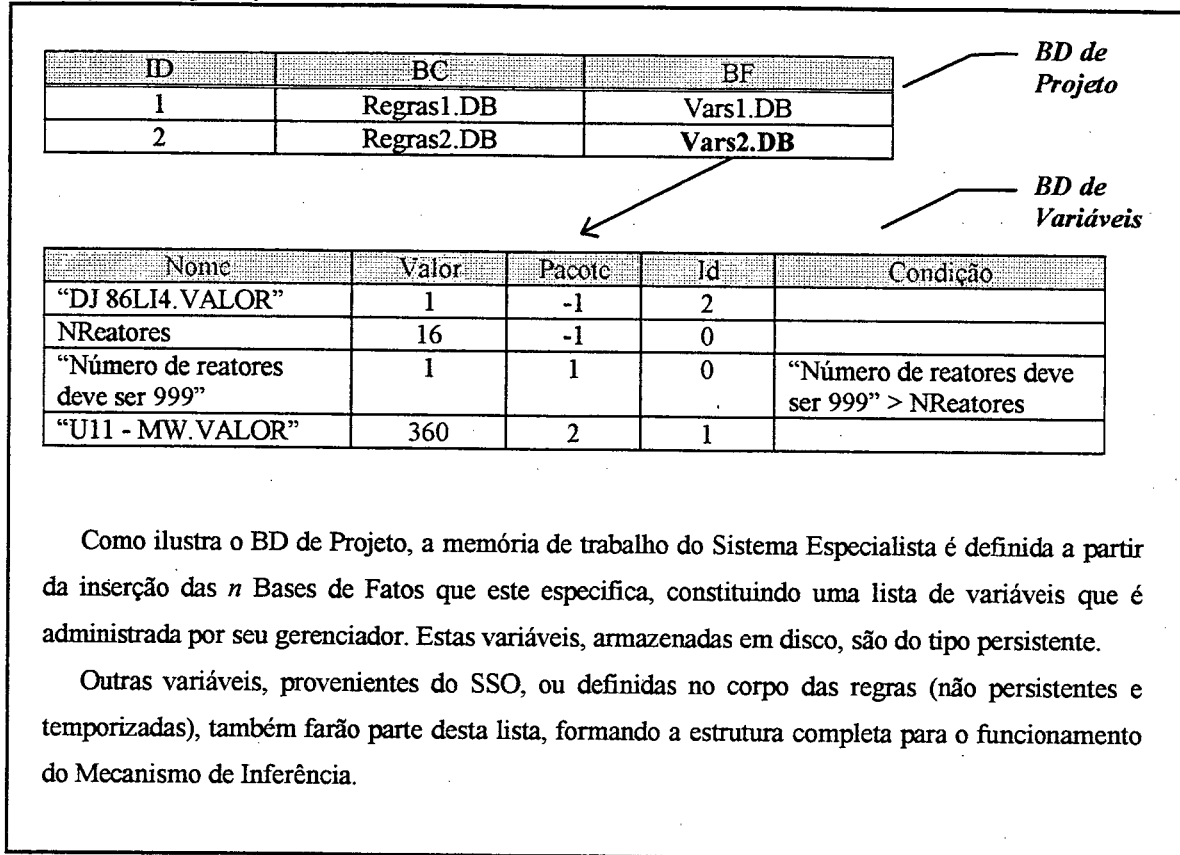 ID BC BF
1 Regras1.DB Vars1.DB
2 Regras2.DB Vars2.DB
BD de
Projeto
BD de
Variáveis
Nome Valor Pacote Id Condição
“DJ 86LI4.VALOR” 1 -1 2
NReatores 16 -1 0
“Número de reatores 1 1 0 “Número de reatores deve
deve ser 999” ser 999” > NReatores
“U11 - MW.VALOR” 360 2 1
Como ilustra o BD de Projeto, a memória de trabalho do Sistema Especialista é definida a partir
da inserção das n Bases de Fatos que este especifica, constituindo uma lista de variáveis que é
administrada por seu gerenciador. Estas variáveis, armazenadas em disco, são do tipo persistente.
Outras variáveis, provenientes do SSO, ou definidas no corpo das regras (não persistentes e
temporizadas), também farão parte desta lista, formando a estrutura completa para o funcionamento
do Mecanismo de Inferência.